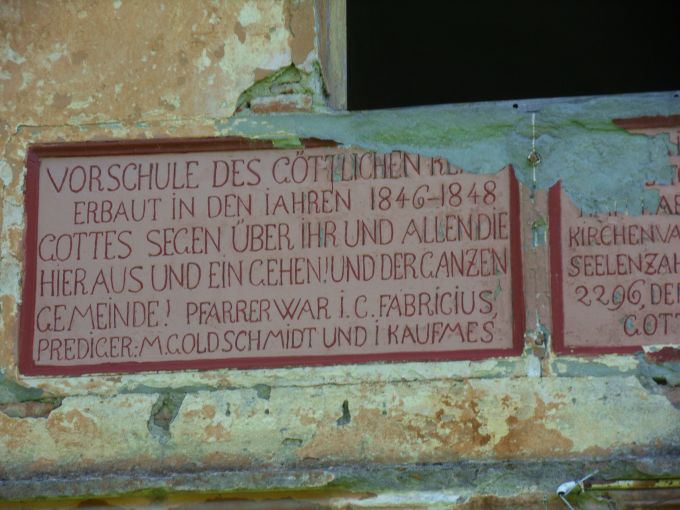 VORSCHULE DES GÖTTLICHEN
ERBAUT IN DEN IAHREN 1846-1848
GOTTES SEGEN ÜBER IHR UND ALLEN DIE
HIER AUS UND EIN GEHEN! UND DER GANZEN
GEMEINDE! PFARRER WAR I. C. FABRICIUS,
PREDIGER: M. GOLDSCHMIDT UND I KAUFMES
KIRCHENVA
SEELENZAH
2296, DE
GOTT